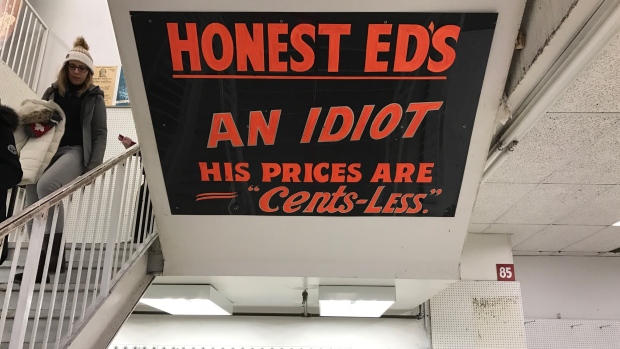 HONEST ED'S
AN IDIOT
HIS PRICES ARE
"Cents-Less."
85